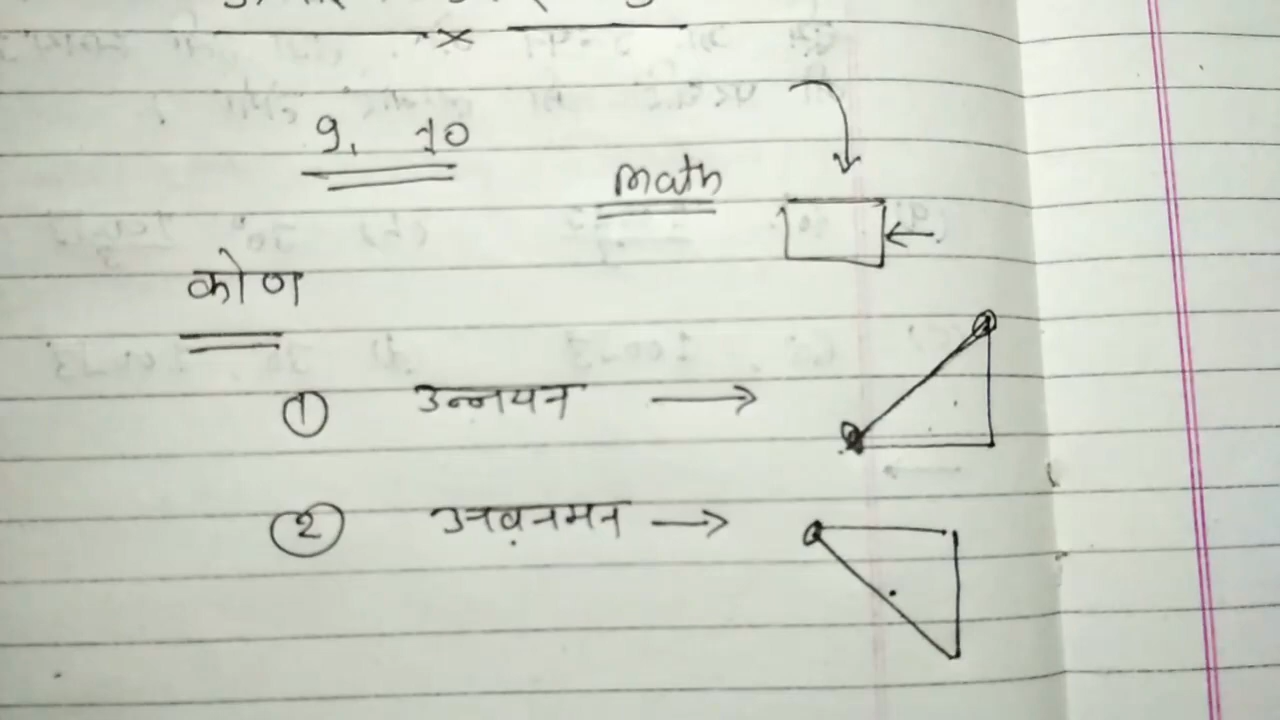 9, 10
math
कोण
① उन्नयन →
② अवनमन →